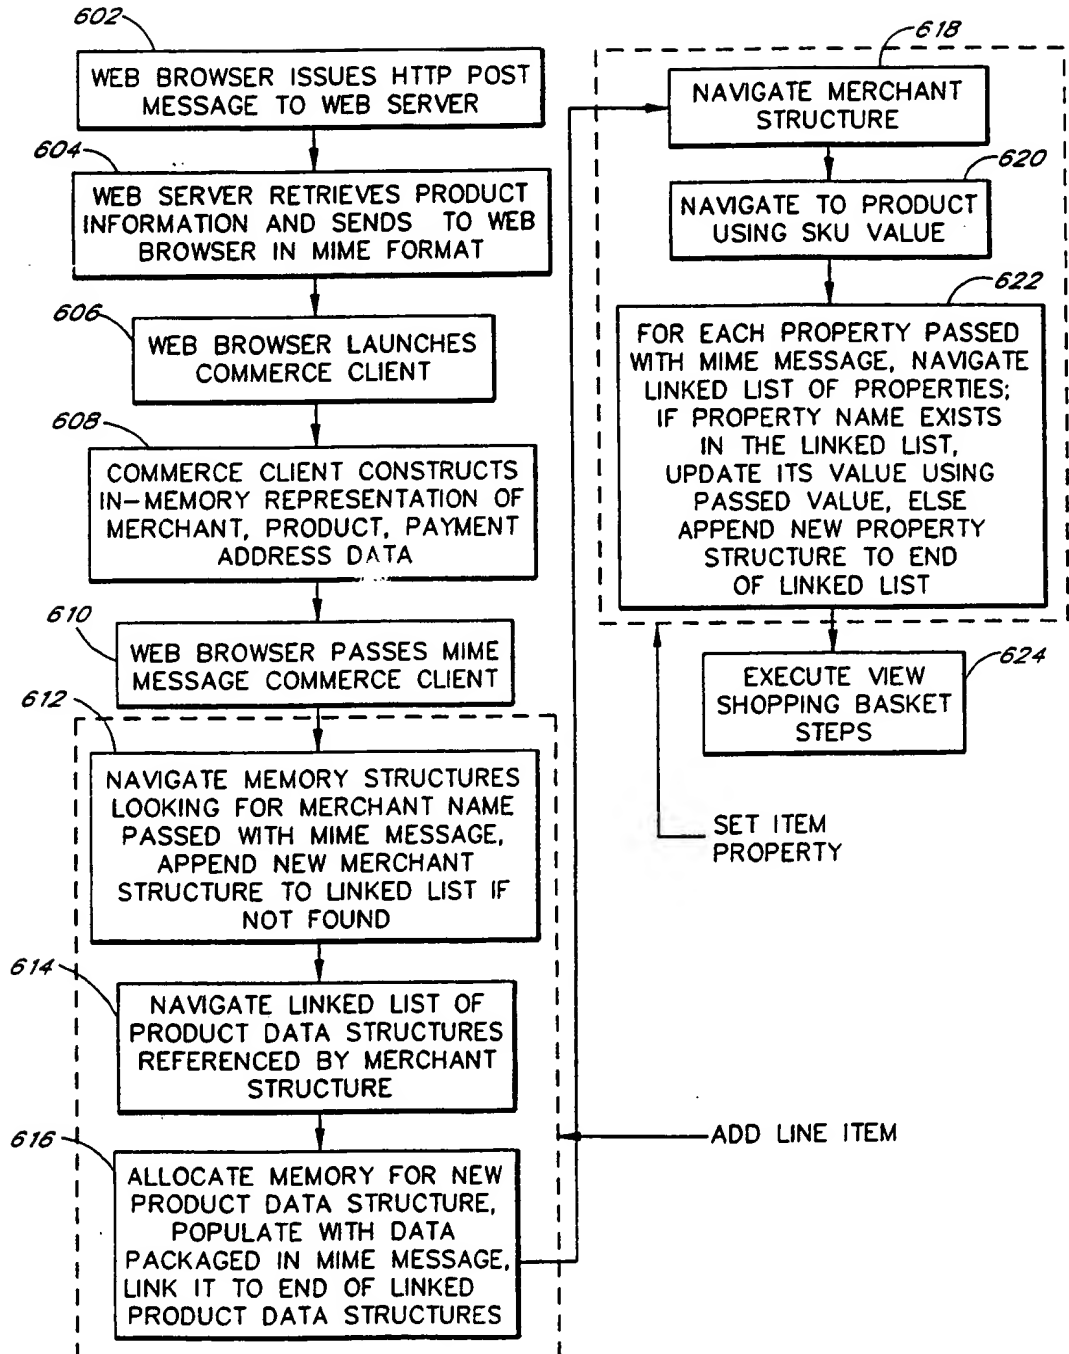 602
WEB BROWSER ISSUES HTTP POST
MESSAGE TO WEB SERVER
604
WEB SERVER RETRIEVES PRODUCT
INFORMATION AND SENDS TO WEB
BROWSER IN MIME FORMAT
606
WEB BROWSER LAUNCHES
COMMERCE CLIENT
608
COMMERCE CLIENT CONSTRUCTS
IN-MEMORY REPRESENTATION OF
MERCHANT, PRODUCT, PAYMENT
ADDRESS DATA
610
WEB BROWSER PASSES MIME
MESSAGE COMMERCE CLIENT
612
NAVIGATE MEMORY STRUCTURES
LOOKING FOR MERCHANT NAME
PASSED WITH MIME MESSAGE,
APPEND NEW MERCHANT
STRUCTURE TO LINKED LIST IF
NOT FOUND
614
NAVIGATE LINKED LIST OF
PRODUCT DATA STRUCTURES
REFERENCED BY MERCHANT
STRUCTURE
616
ALLOCATE MEMORY FOR NEW
PRODUCT DATA STRUCTURE,
POPULATE WITH DATA
PACKAGED IN MIME MESSAGE,
LINK IT TO END OF LINKED
PRODUCT DATA STRUCTURES
ADD LINE ITEM
618
NAVIGATE MERCHANT
STRUCTURE
620
NAVIGATE TO PRODUCT
USING SKU VALUE
622
FOR EACH PROPERTY PASSED
WITH MIME MESSAGE, NAVIGATE
LINKED LIST OF PROPERTIES;
IF PROPERTY NAME EXISTS
IN THE LINKED LIST,
UPDATE ITS VALUE USING
PASSED VALUE, ELSE
APPEND NEW PROPERTY
STRUCTURE TO END
OF LINKED LIST
624
EXECUTE VIEW
SHOPPING BASKET
STEPS
SET ITEM
PROPERTY